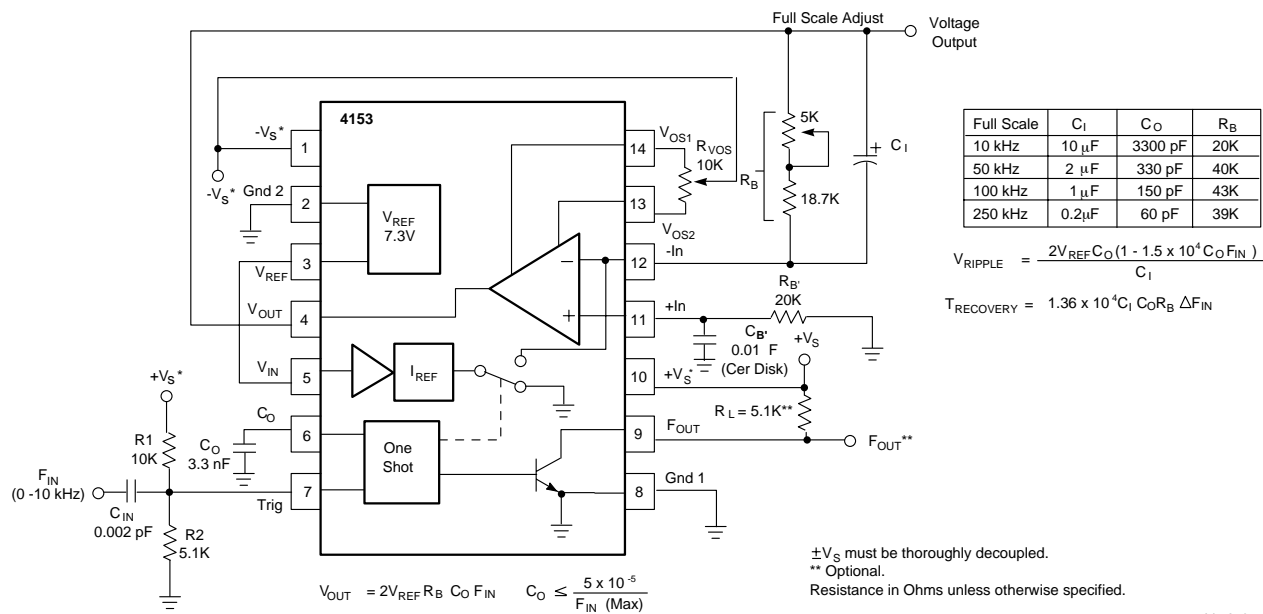 Full Scale Adjust
Voltage
Output
4153
-VS*
1
-VS*
Gnd 2
2
VREF
7.3V
3
VREF
VOUT
4
VIN
5
IREF
+VS*
R1
10K
CO
6
CO
3.3 nF
One
Shot
FIN
(0 -10 kHz)
7
Trig
CIN
0.002 pF
R2
5.1K
VOS1
14
RVOS
10K
13
VOS2
-In
12
−
+
+In
11
RB'
20K
CB'
0.01 F
(Cer Disk)
+VS
+VS*
10
RL = 5.1K**
FOUT
9
FOUT**
Gnd 1
8
5K
RB
18.7K
+
CI
Full Scale CI CO RB
10 kHz 10 μF 3300 pF 20K
50 kHz 2 μF 330 pF 40K
100 kHz 1 μF 150 pF 43K
250 kHz 0.2μF 60 pF 39K
VRIPPLE = 2VREFCO(1 - 1.5 x 10^4 COFIN) / CI
TRECOVERY = 1.36 x 10^4CI CORB ΔFIN
VOUT = 2VREFRB CO FIN CO ≤ 5 x 10^-5 / FIN (Max)
±VS must be thoroughly decoupled.
** Optional.
Resistance in Ohms unless otherwise specified.